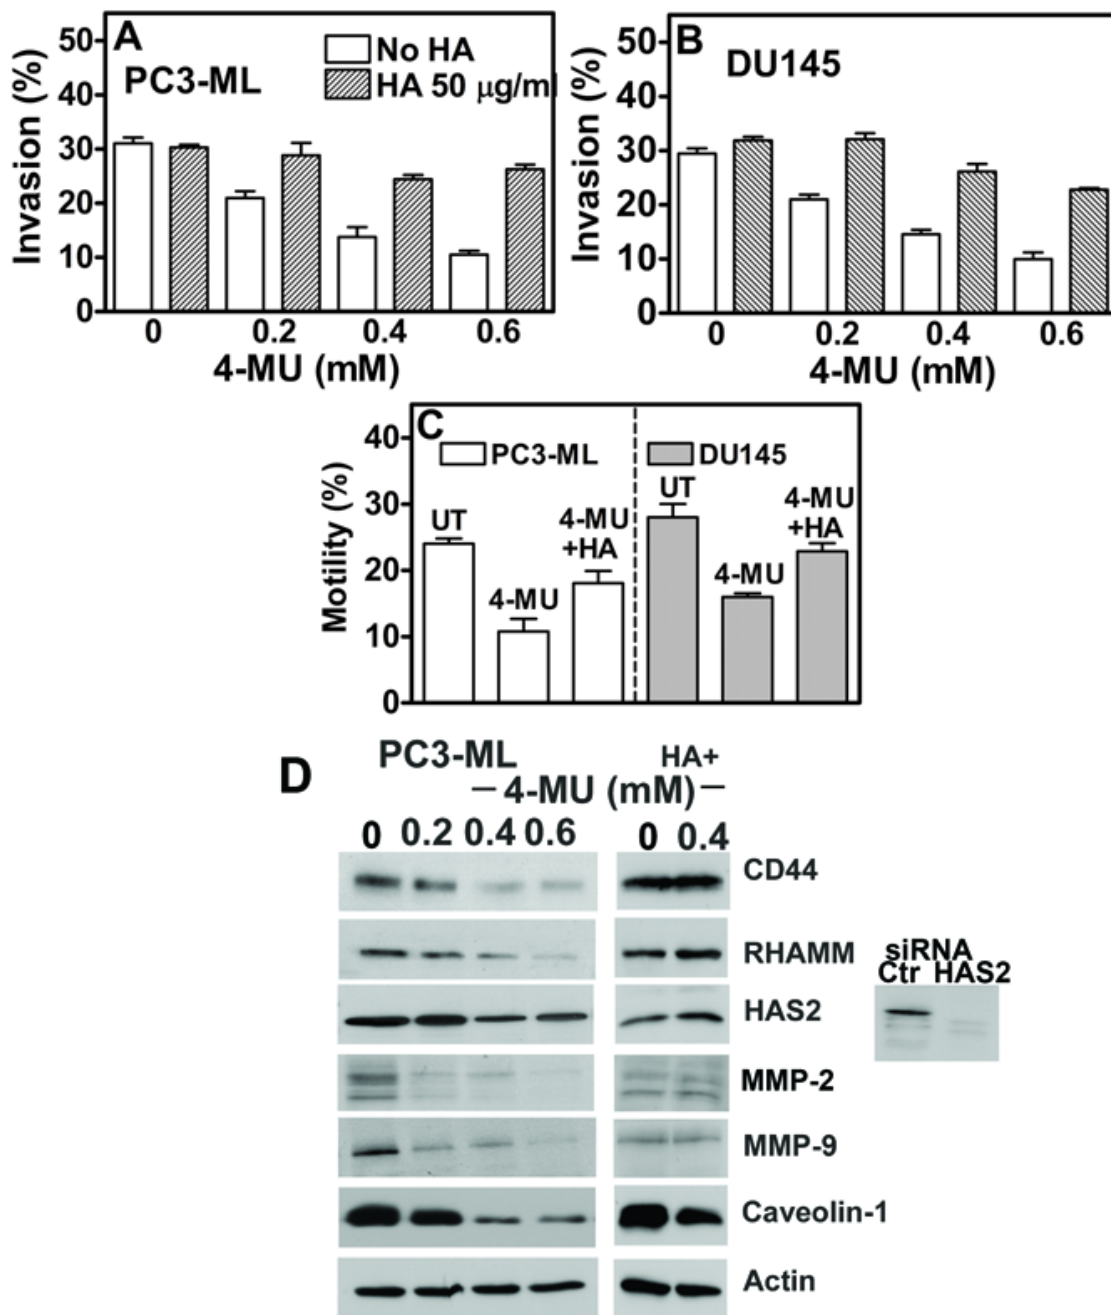 A
PC3-ML
No HA
HA 50 μg/ml
Invasion (%)
50
40
30
20
10
0
0 0.2 0.4 0.6
4-MU (mM)
B
DU145
Invasion (%)
50
40
30
20
10
0
0 0.2 0.4 0.6
4-MU (mM)
C
PC3-ML
DU145
Motility (%)
40
30
20
10
0
UT
4-MU
4-MU
+HA
UT
4-MU
4-MU
+HA
D
PC3-ML HA+
– 4-MU (mM) –
0 0.2 0.4 0.6 0 0.4
CD44
RHAMM
HAS2
MMP-2
MMP-9
Caveolin-1
Actin
siRNA
Ctr HAS2